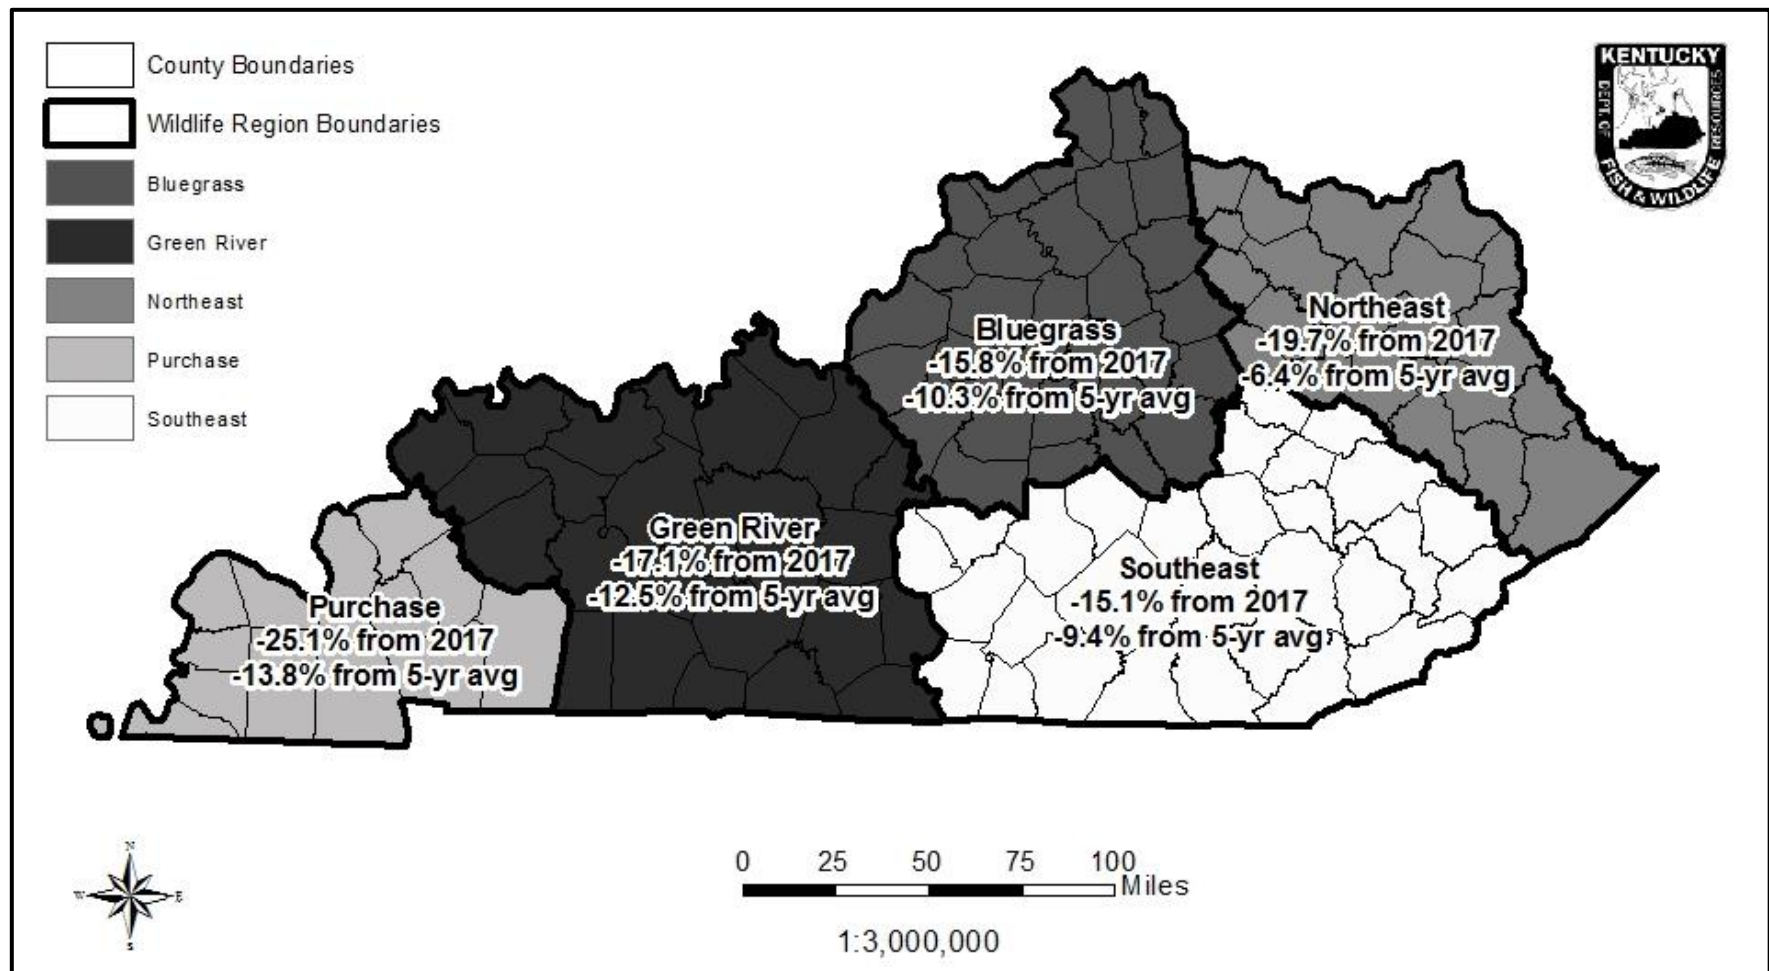 County Boundaries
Wildlife Region Boundaries
Bluegrass
Green River
Northeast
Purchase
Southeast
KENTUCKY
DEPT. OF
FISH & WILDLIFE
RESOURCES
Northeast
-19.7% from 2017
-6.4% from 5-yr avg
Bluegrass
-15.8% from 2017
-10.3% from 5-yr avg
Green River
-17.1% from 2017
-12.5% from 5-yr avg
Southeast
-15.1% from 2017
-9.4% from 5-yr avg
Purchase
-25.1% from 2017
-13.8% from 5-yr avg
N
W E
S
0 25 50 75 100
Miles
1:3,000,000